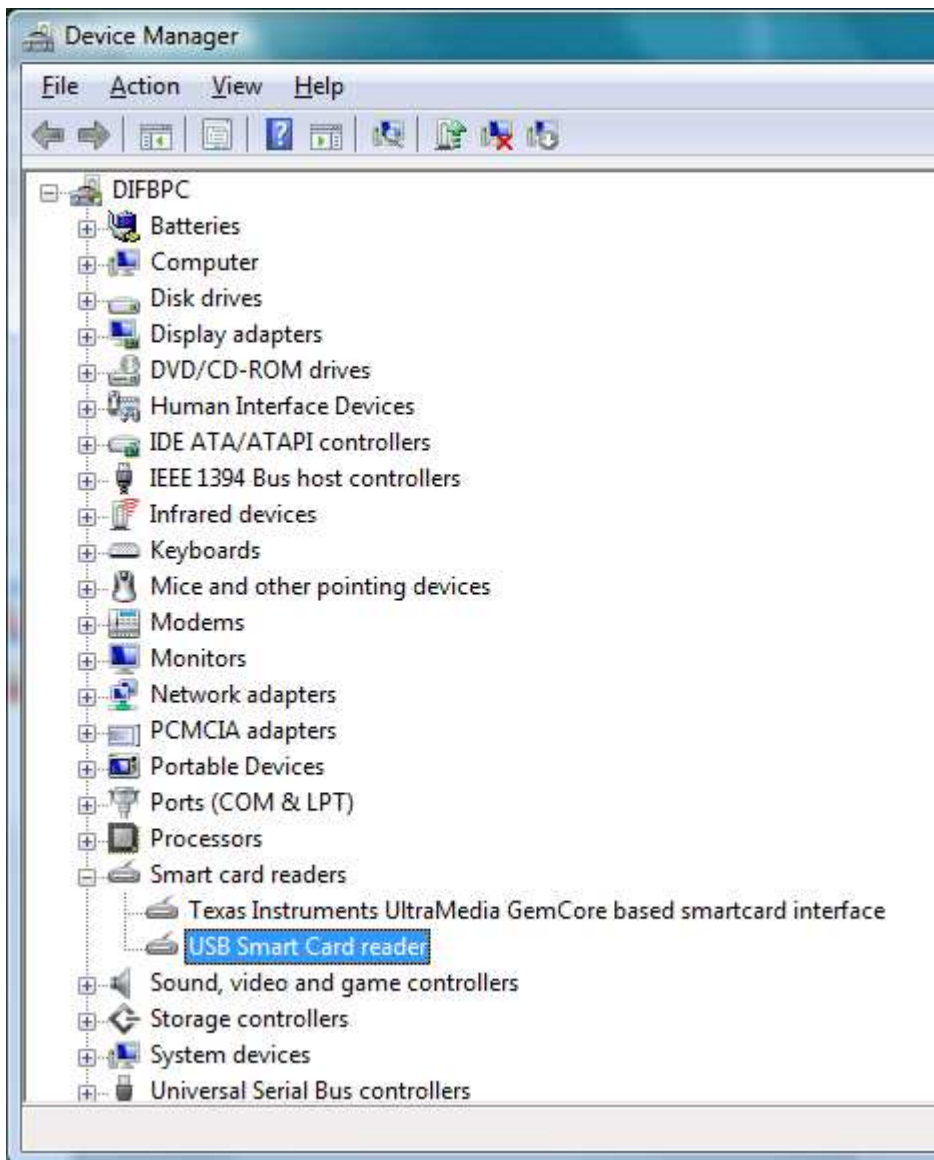 Device Manager
File Action View Help
DIFBPC
Batteries
Computer
Disk drives
Display adapters
DVD/CD-ROM drives
Human Interface Devices
IDE ATA/ATAPI controllers
IEEE 1394 Bus host controllers
Infrared devices
Keyboards
Mice and other pointing devices
Modems
Monitors
Network adapters
PCMCIA adapters
Portable Devices
Ports (COM & LPT)
Processors
Smart card readers
Texas Instruments UltraMedia GemCore based smartcard interface
USB Smart Card reader
Sound, video and game controllers
Storage controllers
System devices
Universal Serial Bus controllers